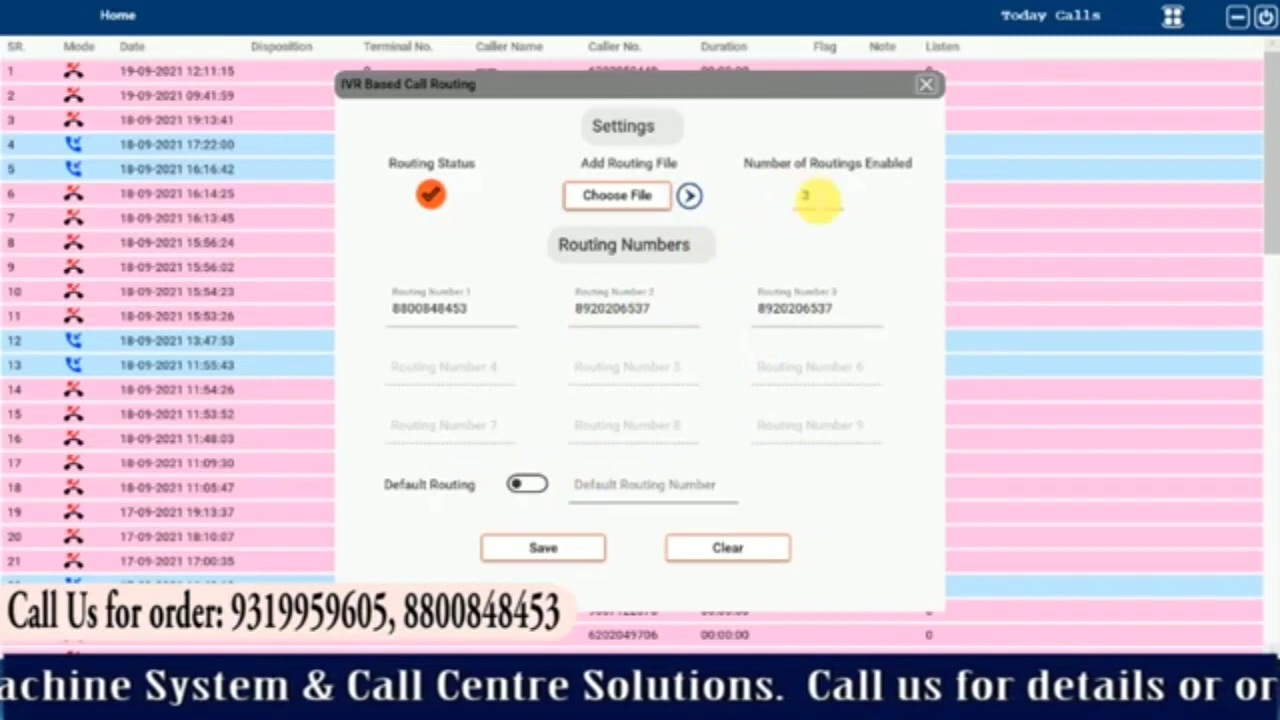 Home Today Calls
SR. Mode Date Disposition Terminal No. Caller Name Caller No. Duration Flag Note Listen
1 19-09-2021 12:11:15
IVR Based Call Routing
2 19-09-2021 09:41:59
3 18-09-2021 19:13:41
Settings
4 18-09-2021 17:22:00
5 18-09-2021 16:16:42
Routing Status Add Routing File Number of Routings Enabled
6 18-09-2021 16:14:25
Choose File 3
7 18-09-2021 16:13:45
8 18-09-2021 15:56:24
Routing Numbers
9 18-09-2021 15:56:02
10 18-09-2021 15:54:23
Routing Number 1 Routing Number 2 Routing Number 3
8800848453 8920206537 8920206537
11 18-09-2021 15:53:26
12 18-09-2021 13:47:53
13 18-09-2021 11:55:43
Routing Number 4 Routing Number 5 Routing Number 6
14 18-09-2021 11:54:26
15 18-09-2021 11:53:52
Routing Number 7 Routing Number 8 Routing Number 9
16 18-09-2021 11:48:03
17 18-09-2021 11:09:30
18 18-09-2021 11:05:47
Default Routing Default Routing Number
19 17-09-2021 19:13:37
20 17-09-2021 18:10:07
Save Clear
21 17-09-2021 17:00:35
Call Us for order: 9319959605, 8800848453
6202049706 00:00:00 0
achine System & Call Centre Solutions. Call us for details or or